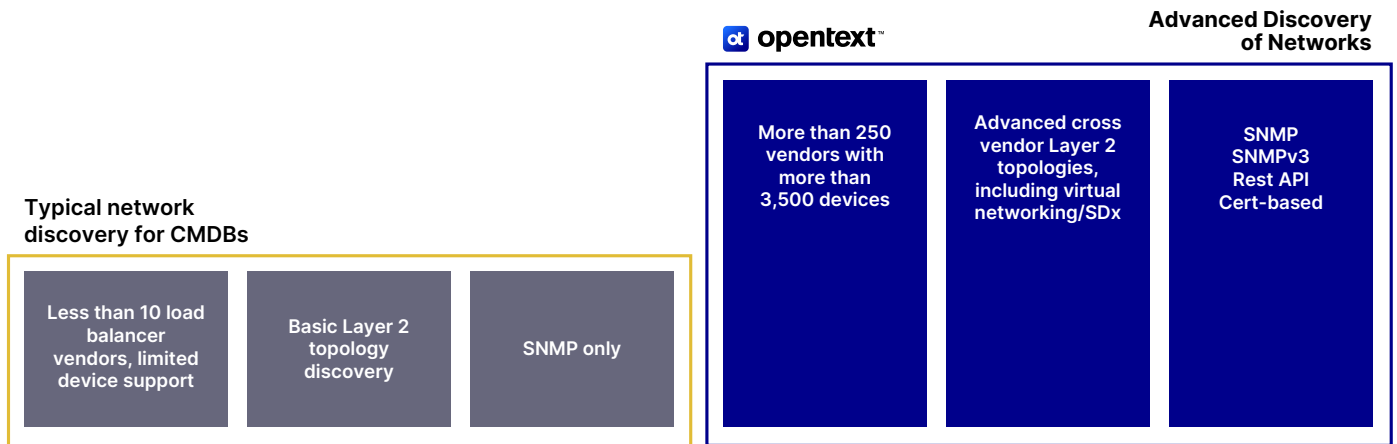 opentext™
Advanced Discovery
of Networks
More than 250
vendors with
more than
3,500 devices
Advanced cross
vendor Layer 2
topologies,
including virtual
networking/SDx
SNMP
SNMPv3
Rest API
Cert-based
Typical network
discovery for CMDBs
Less than 10 load
balancer
vendors, limited
device support
Basic Layer 2
topology
discovery
SNMP only